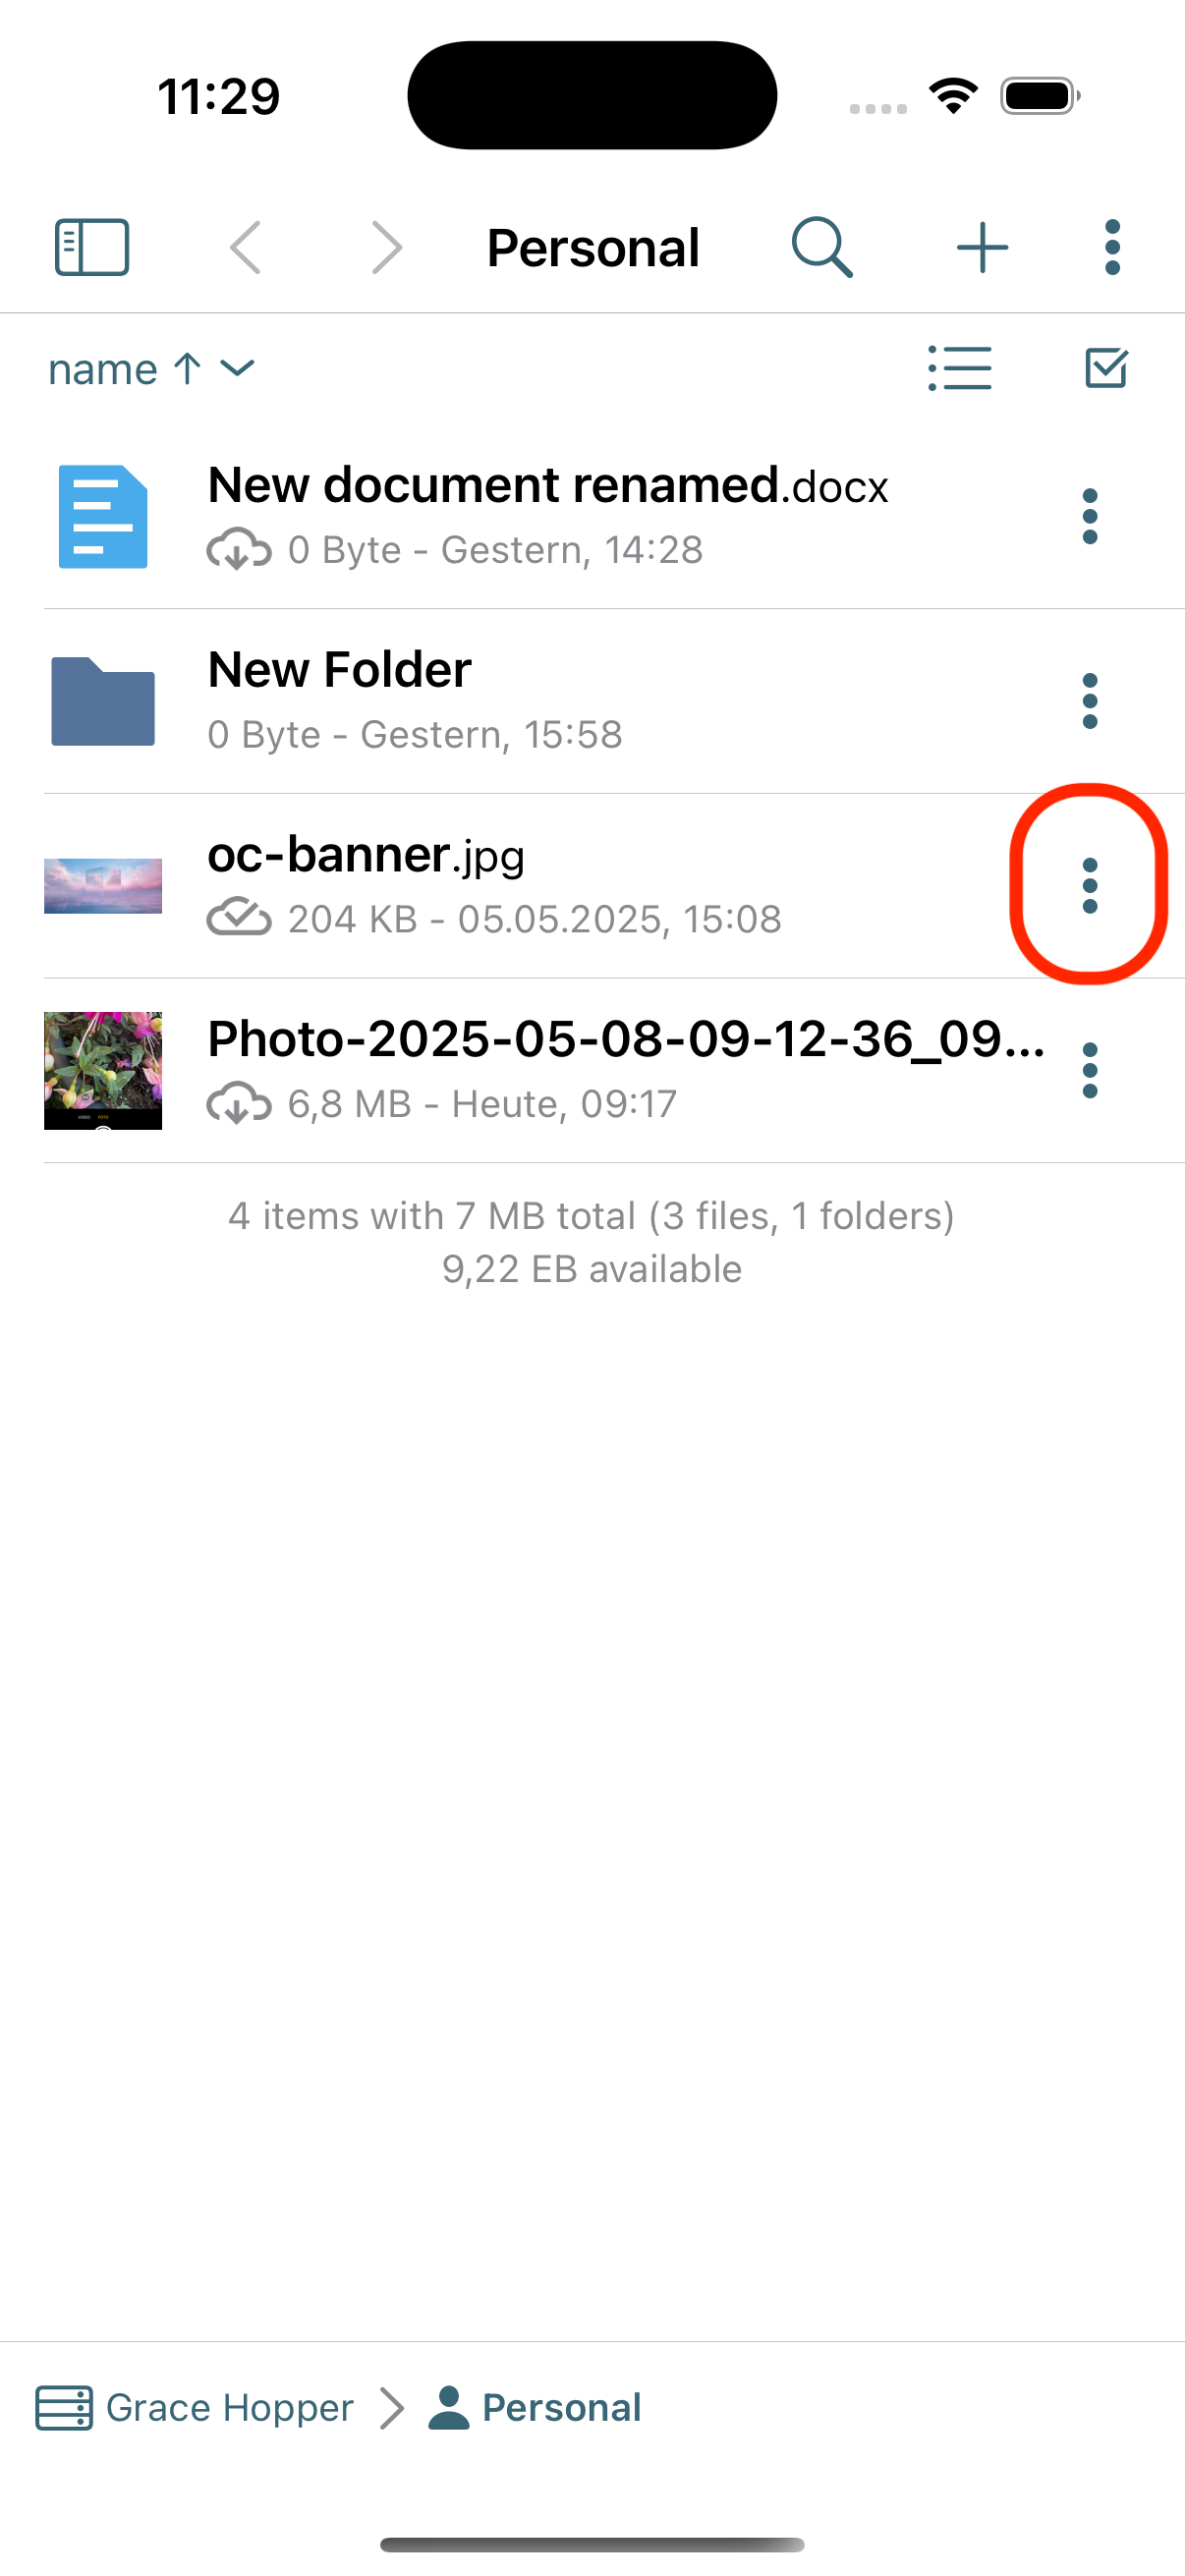 11:29
Personal
name
New document renamed.docx
0 Byte - Gestern, 14:28
New Folder
0 Byte - Gestern, 15:58
oc-banner.jpg
204 KB - 05.05.2025, 15:08
Photo-2025-05-08-09-12-36_09...
6,8 MB - Heute, 09:17
4 items with 7 MB total (3 files, 1 folders)
9,22 EB available
Grace Hopper Personal